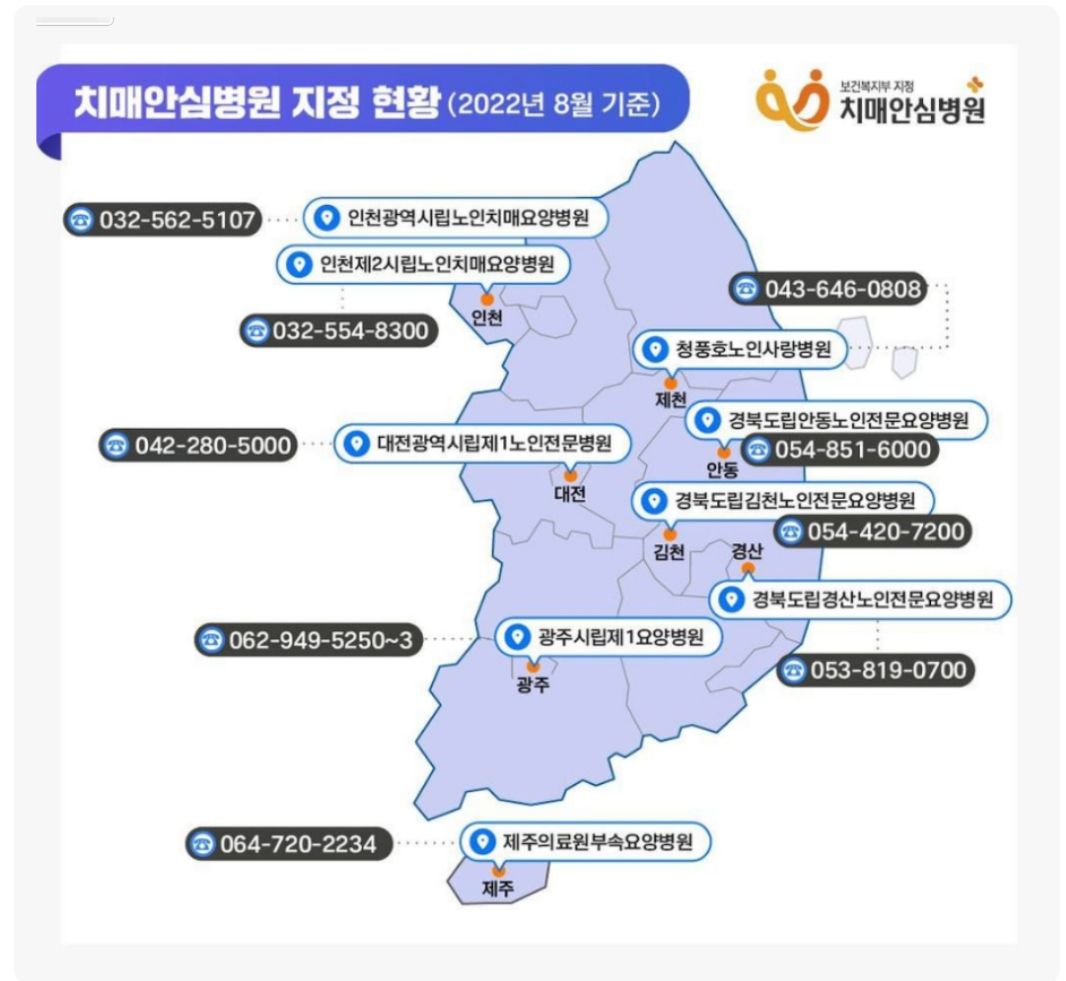 치매안심병원 지정 현황 (2022년 8월 기준)
보건복지부 지정
치매안심병원
032-562-5107
인천광역시립노인치매요양병원
인천제2시립노인치매요양병원
032-554-8300
인천
043-646-0808
청풍호노인사랑병원
제천
경북도립안동노인전문요양병원
054-851-6000
안동
042-280-5000
대전광역시립제1노인전문병원
대전
경북도립김천노인전문요양병원
054-420-7200
김천
경산
경북도립경산노인전문요양병원
053-819-0700
062-949-5250~3
광주시립제1요양병원
광주
064-720-2234
제주의료원부속요양병원
제주